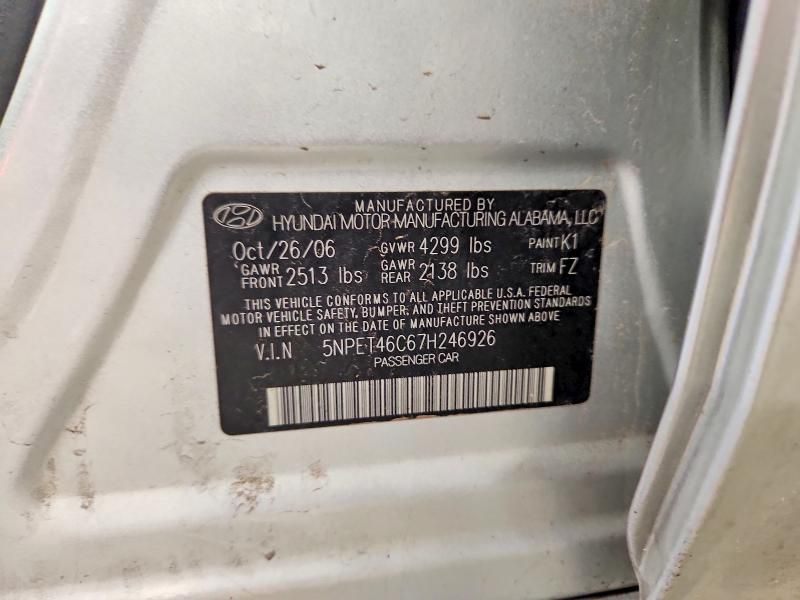 MANUFACTURED BY
HYUNDAI MOTOR MANUFACTURING ALABAMA, LLC
Oct/26/06 GVWR 4299 lbs PAINT K1
GAWR FRONT 2513 lbs GAWR REAR 2138 lbs TRIM FZ
THIS VEHICLE CONFORMS TO ALL APPLICABLE U.S.A. FEDERAL
MOTOR VEHICLE SAFETY, BUMPER, AND THEFT PREVENTION STANDARDS
IN EFFECT ON THE DATE OF MANUFACTURE SHOWN ABOVE
V.I.N 5NPET46C67H246926
PASSENGER CAR